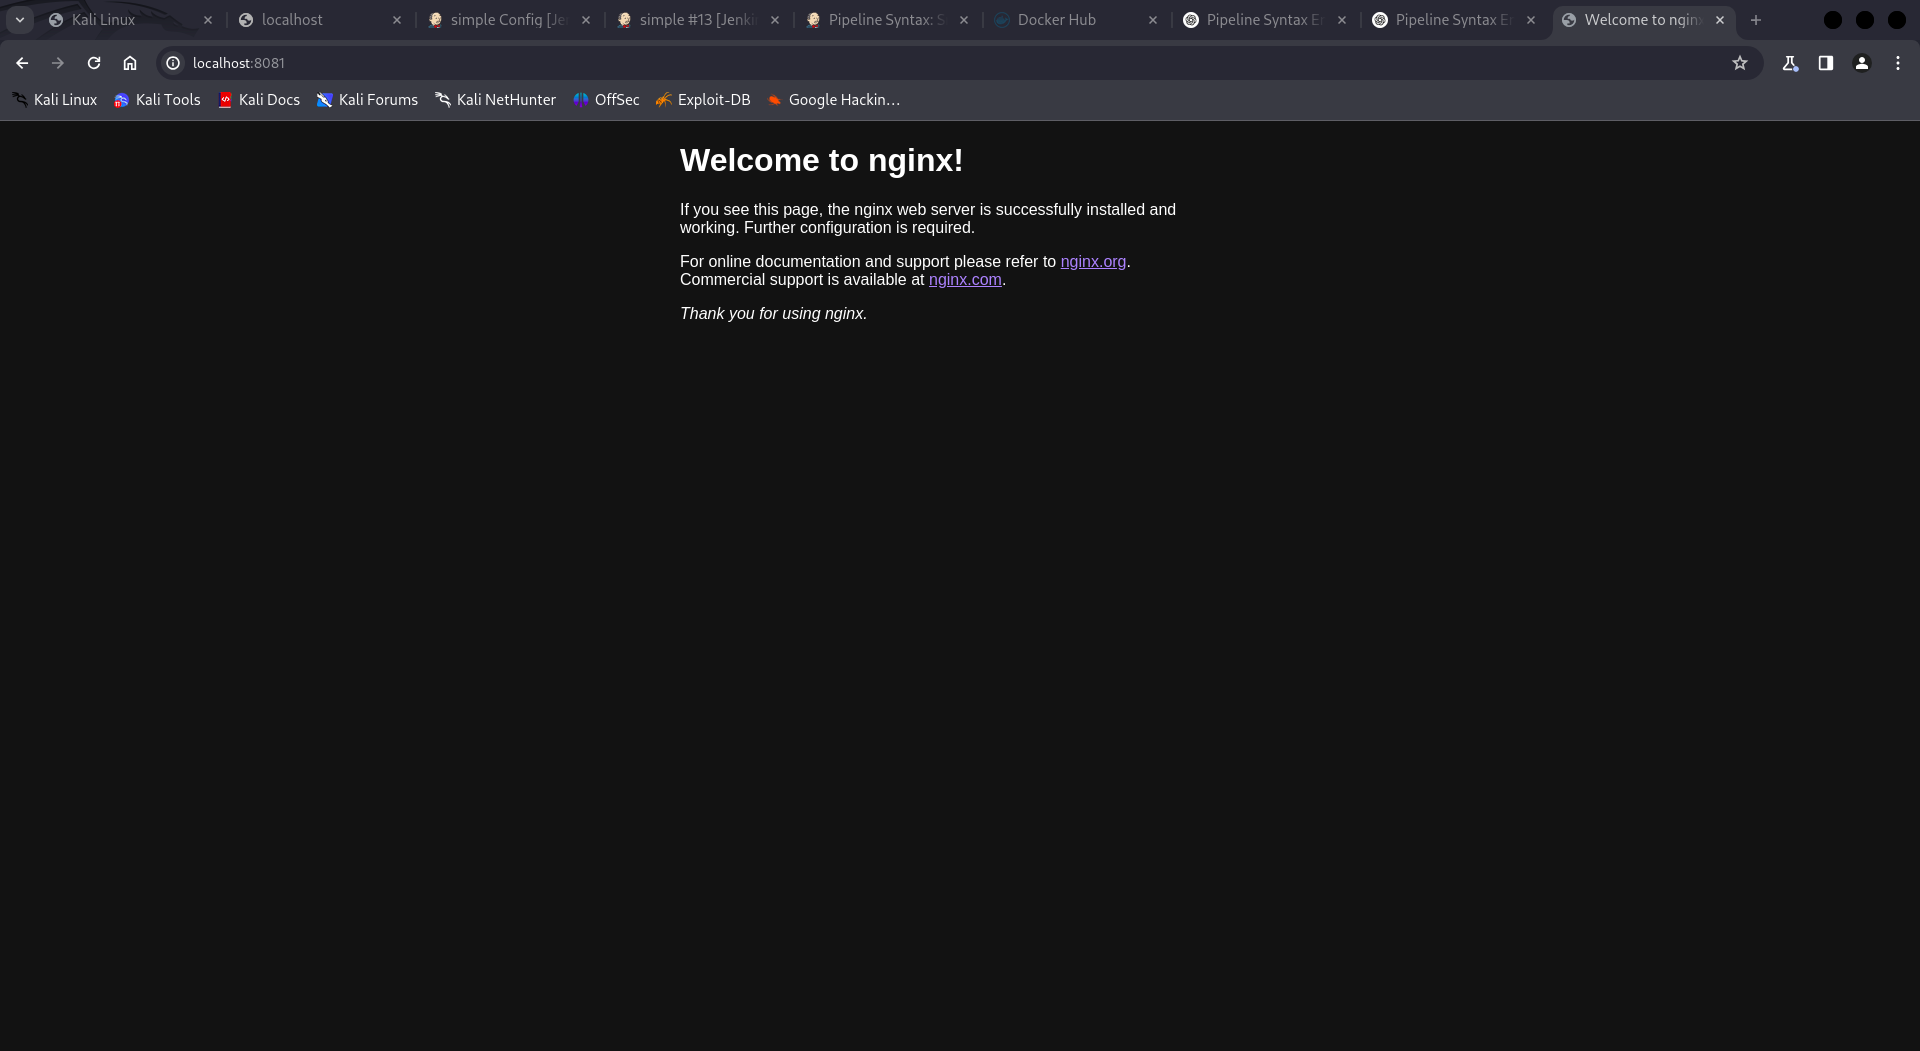 Kali Linux
localhost
simple Config [Je
simple #13 [Jenki
Pipeline Syntax: S
Docker Hub
Pipeline Syntax Er
Pipeline Syntax Er
Welcome to nginx
localhost:8081
Kali Linux
Kali Tools
Kali Docs
Kali Forums
Kali NetHunter
OffSec
Exploit-DB
Google Hackin…
Welcome to nginx!
If you see this page, the nginx web server is successfully installed and
working. Further configuration is required.
For online documentation and support please refer to nginx.org.
Commercial support is available at nginx.com.
Thank you for using nginx.